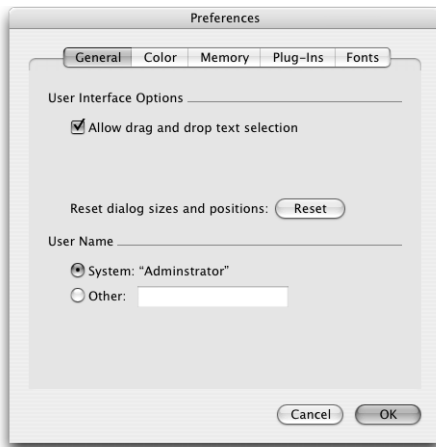 Preferences
General Color Memory Plug-Ins Fonts
User Interface Options
Allow drag and drop text selection
Reset dialog sizes and positions: Reset
User Name
System: “Adminstrator”
Other:
Cancel OK